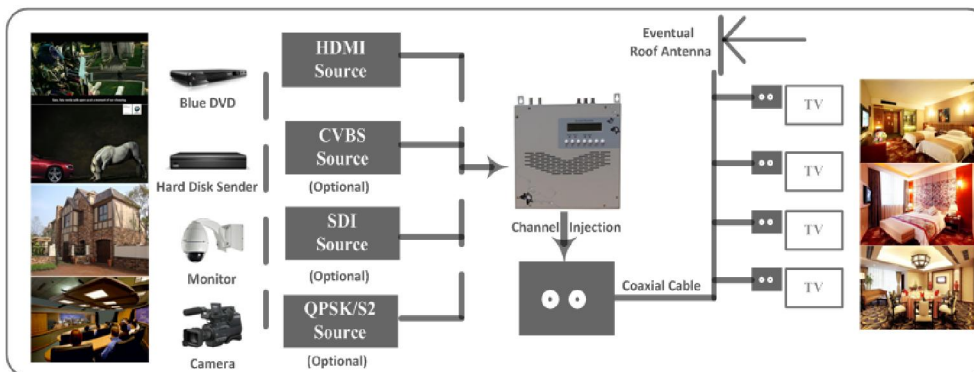 Blue DVD
Hard Disk Sender
Monitor
Camera
HDMI
Source
CVBS
Source
(Optional)
SDI
Source
(Optional)
QPSK/S2
Source
(Optional)
Channel Injection
Coaxial Cable
Eventual
Roof Antenna
TV
TV
TV
TV